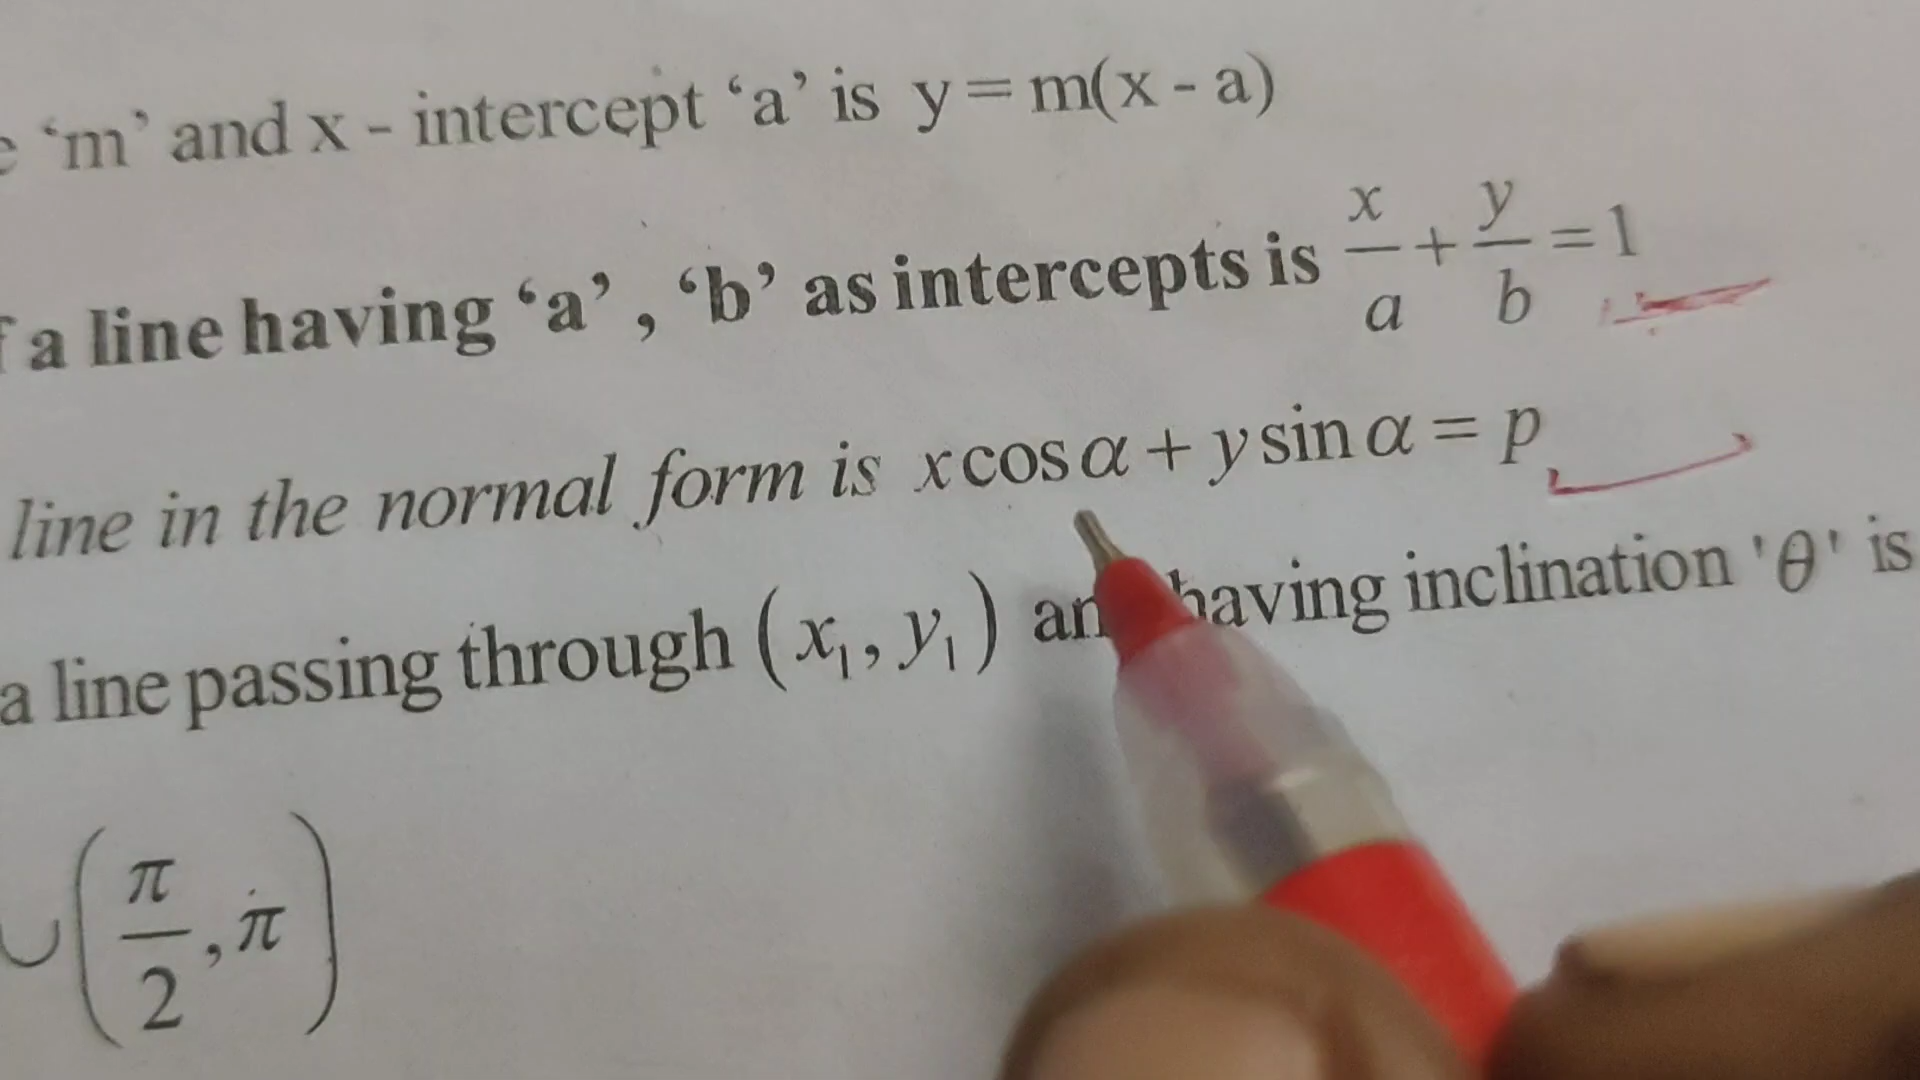 'm' and x - intercept 'a' is y = m(x - a)
a line having 'a' , 'b' as intercepts is x/a + y/b = 1
line in the normal form is x cos α + y sin α = p
a line passing through (x₁, y₁) having inclination 'θ' is
∪ (π/2, π)